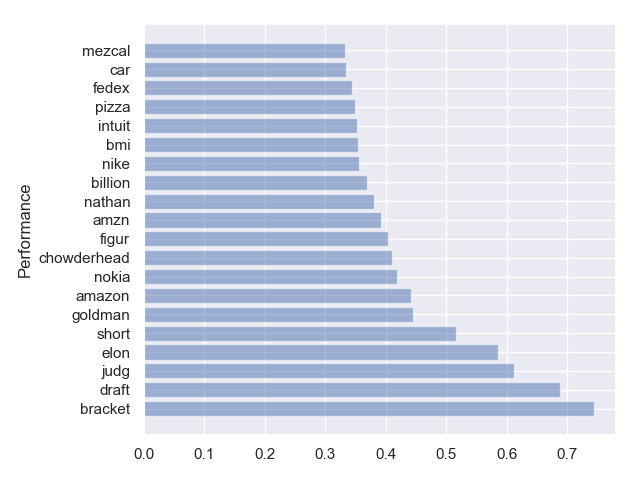 mezcal
car
fedex
pizza
intuit
bmi
nike
billion
nathan
amzn
figur
chowderhead
nokia
amazon
goldman
short
elon
judg
draft
bracket
Performance
0.0 0.1 0.2 0.3 0.4 0.5 0.6 0.7